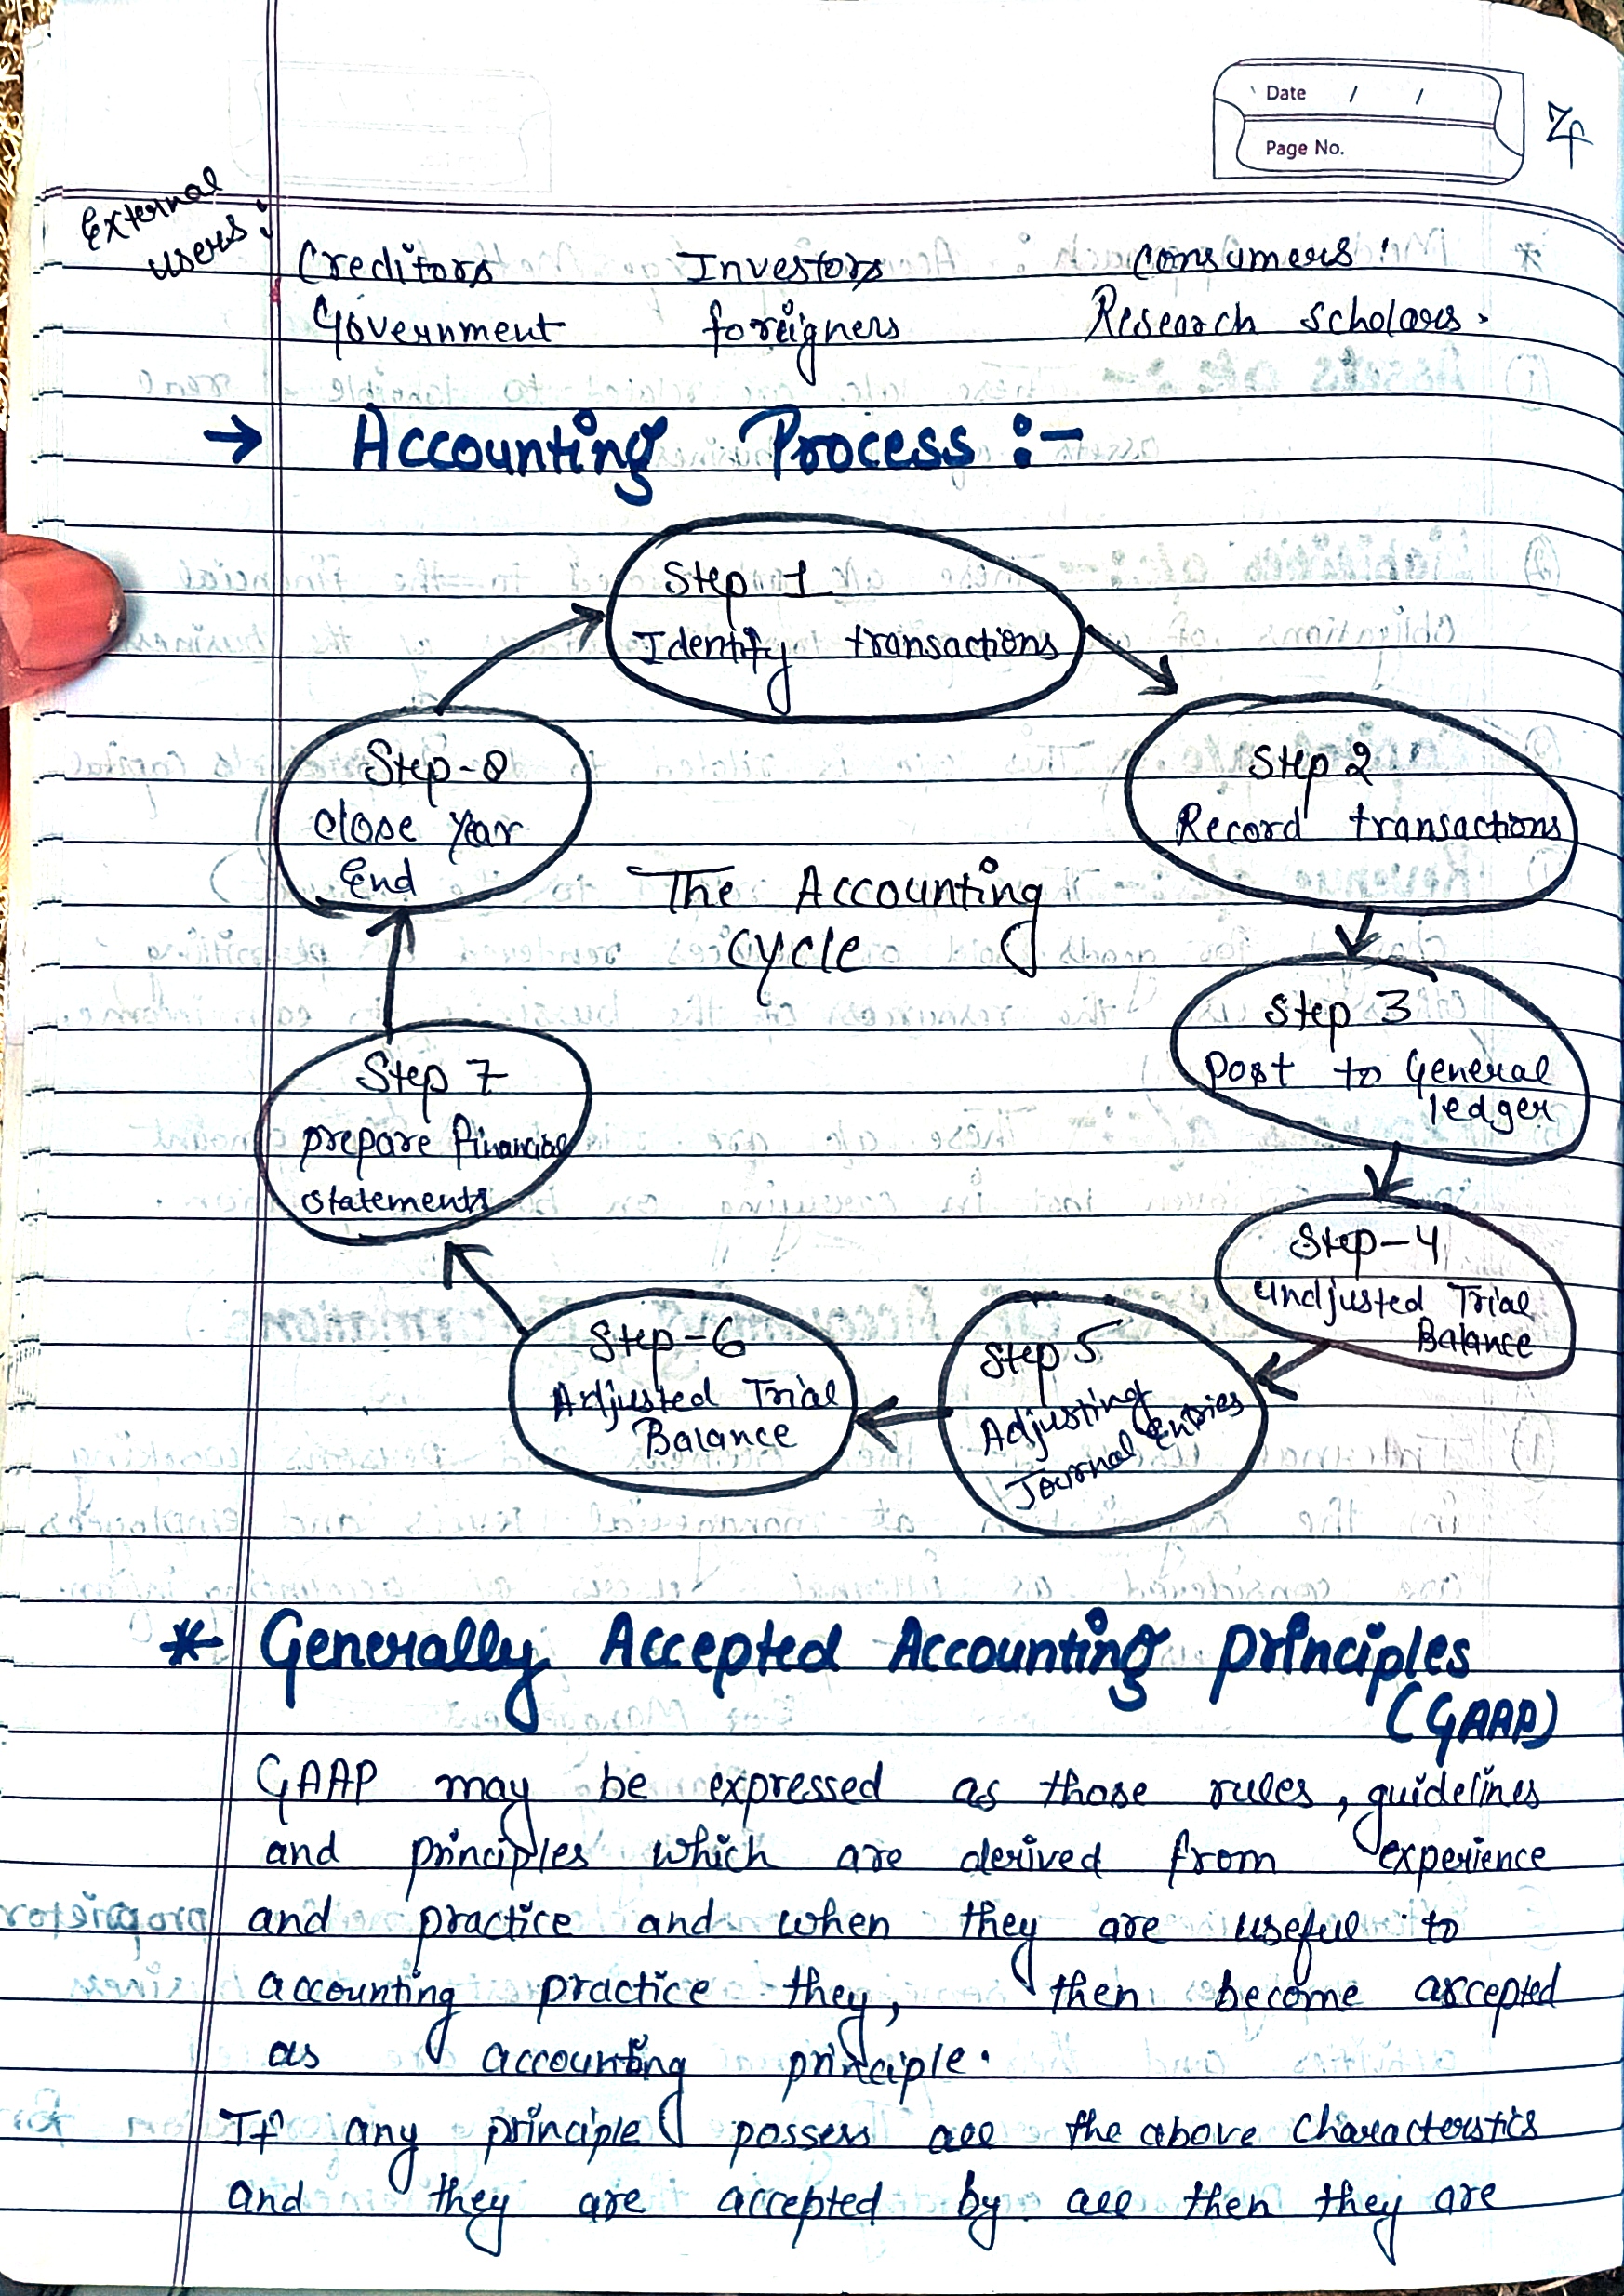 Date / /
Page No.
External
users:
Creditors Investors Consumers
Government foreigners Research scholars.
→ Accounting Process :-
Step 1
Identify transactions
Step 2
Record transactions
Step 3
Post to General
ledger
Step-4
Undjusted Trial
Balance
Step 5
Adjusting
Journal Entries
Step-6
Adjusted Trial
Balance
Step 7
prepare financial
statements
Step-8
close year
End
The Accounting
cycle
* Generally Accepted Accounting principles
(GAAP)
GAAP may be expressed as those rules, guidelines
and principles which are derived from experience
and practice and when they are useful to
accounting practice they, then become accepted
as accounting principle.
If any principle possess all the above characterstics
and they are accepted by all then they are